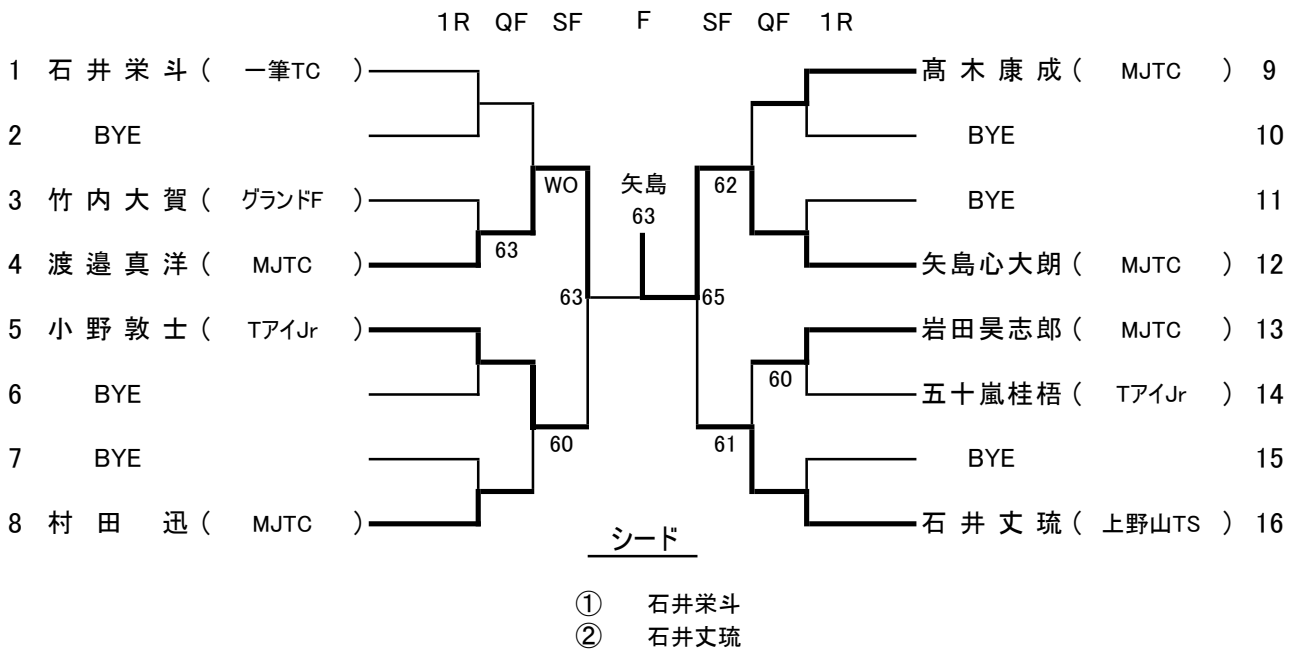 1R QF SF F SF QF 1R
1 石井栄斗 ( 一筆TC ) 髙木康成 ( MJTC ) 9
2 BYE BYE 10
WO 矢島 62
3 竹内大賀 ( グランドF ) BYE 11
63
63
4 渡邉真洋 ( MJTC ) 矢島心大朗 ( MJTC ) 12
63 65
5 小野敦士 ( TアイJr ) 岩田昊志郎 ( MJTC ) 13
60
6 BYE 五十嵐桂梧 ( TアイJr ) 14
60 61
7 BYE BYE 15
8 村田 迅 ( MJTC ) 石井丈琉 ( 上野山TS ) 16
シード
① 石井栄斗
② 石井丈琉